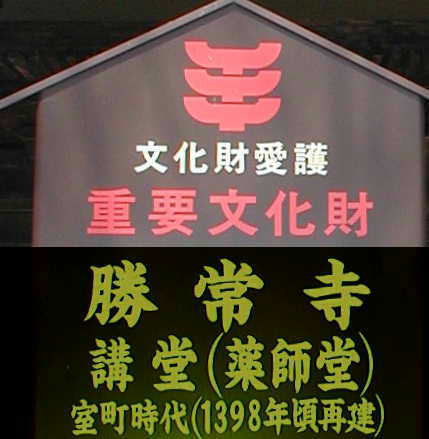 文化財愛護
重要文化財
勝常寺
講堂(薬師堂)
室町時代(1398年頃再建)